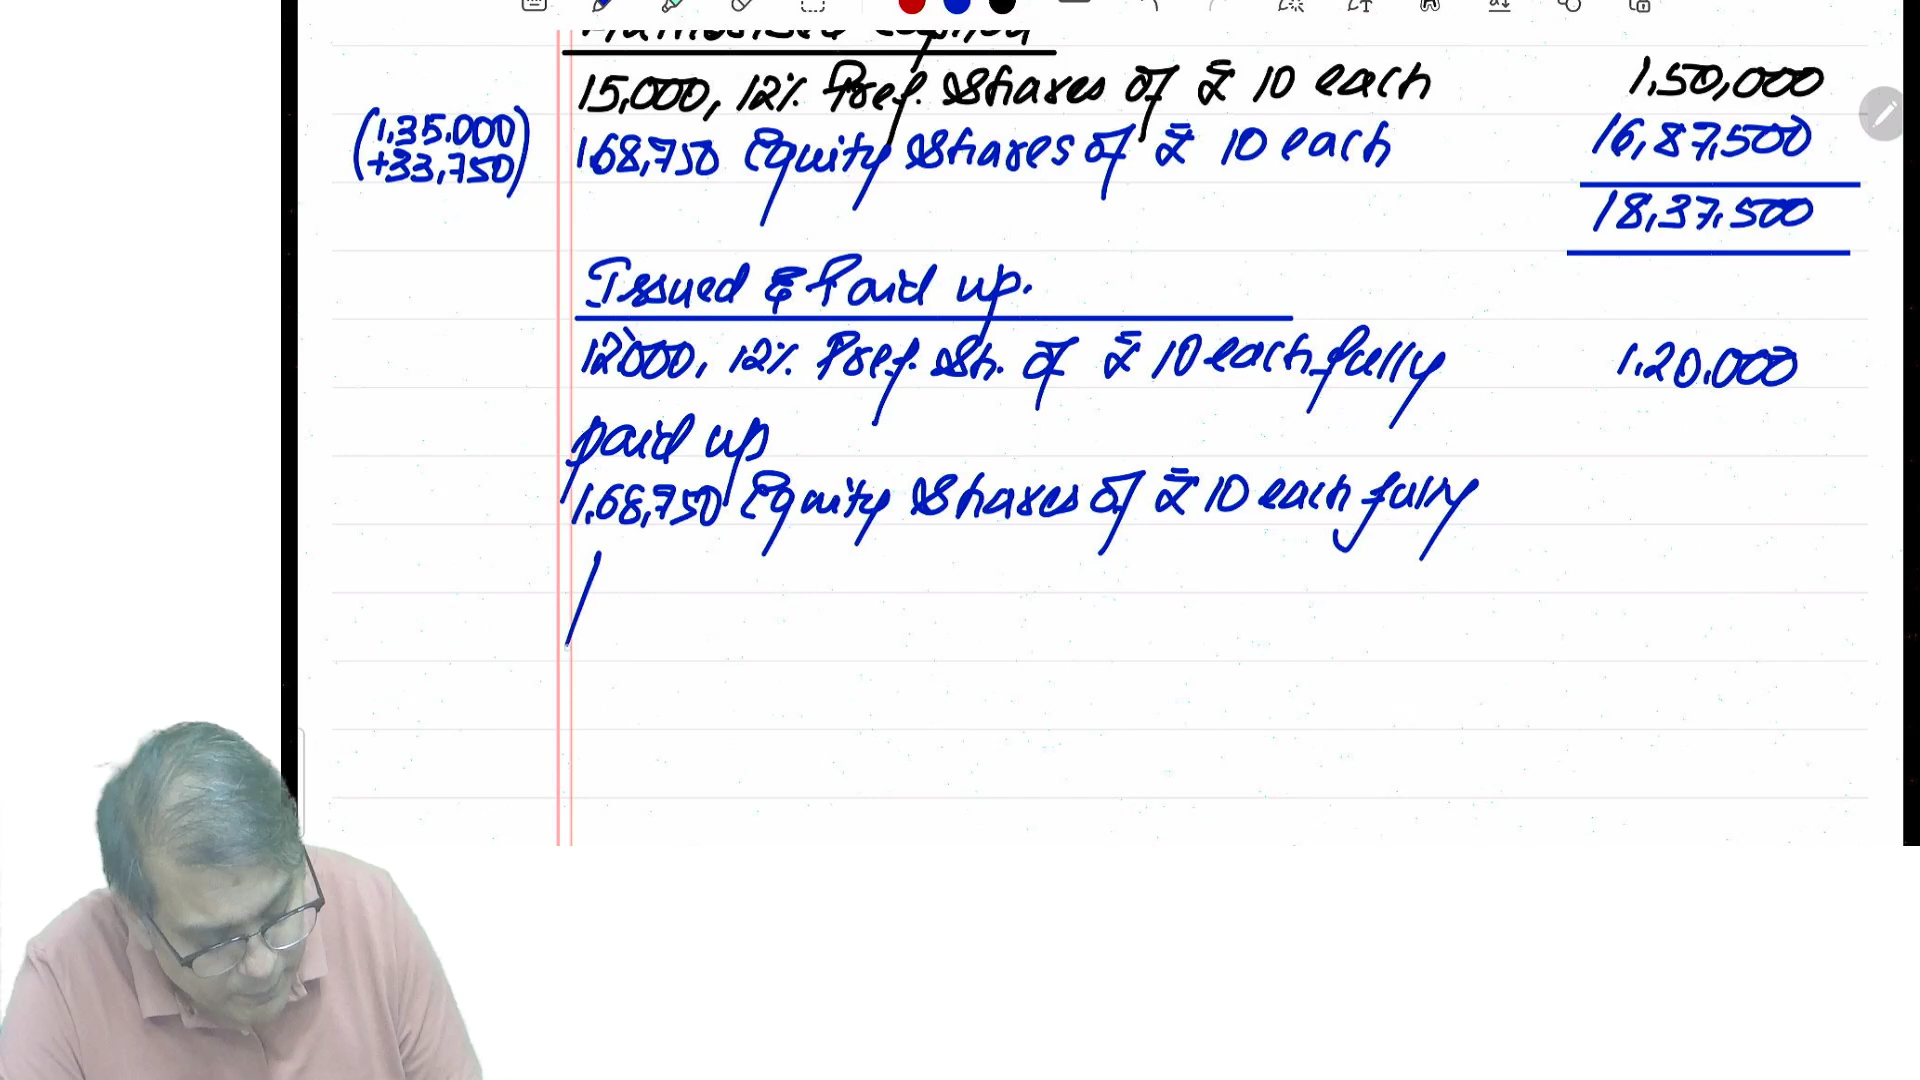 15,000, 12% Pref. Shares of ₹ 10 each 1,50,000
(1,35,000
+33,750) 1,68,750 Equity Shares of ₹ 10 each 16,87,500
18,37,500
Issued & Paid up.
12000, 12% Pref. Sh. of ₹ 10 each fully 1,20,000
paid up
1,68,750 Equity Shares of ₹ 10 each fully